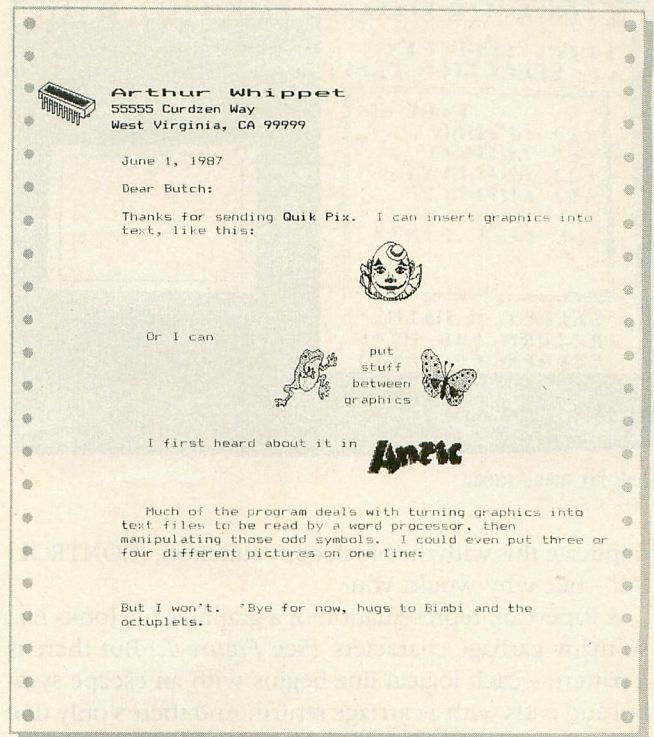 Arthur Whippet
55555 Curdzen Way
West Virginia, CA 99999
June 1, 1987
Dear Butch:
Thanks for sending Quik Pix. I can insert graphics into
text, like this:
Or I can
put
stuff
between
graphics
I first heard about it in Antic
Much of the program deals with turning graphics into
text files to be read by a word processor, then
manipulating those odd symbols. I could even put three or
four different pictures on one line:
But I won't. 'Bye for now, hugs to Bimbi and the
octuplets.